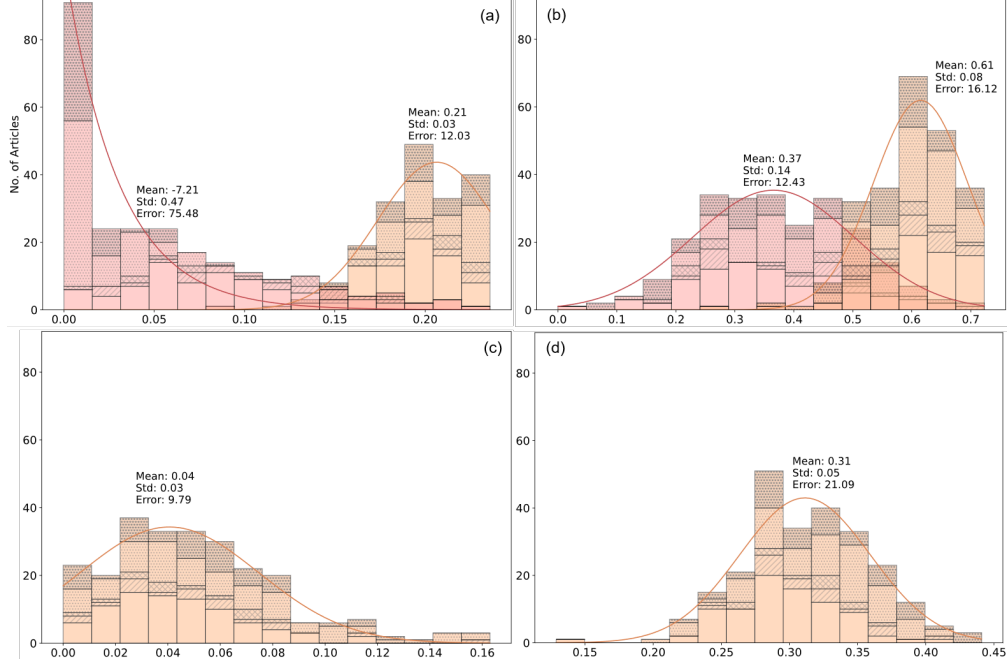 (a)
80
60
40
20
0
No. of Articles
Mean: -7.21
Std: 0.47
Error: 75.48
Mean: 0.21
Std: 0.03
Error: 12.03
0.00 0.05 0.10 0.15 0.20
(b)
80
60
40
20
0
Mean: 0.37
Std: 0.14
Error: 12.43
Mean: 0.61
Std: 0.08
Error: 16.12
0.0 0.1 0.2 0.3 0.4 0.5 0.6 0.7
(c)
80
60
40
20
0
Mean: 0.04
Std: 0.03
Error: 9.79
0.00 0.02 0.04 0.06 0.08 0.10 0.12 0.14 0.16
(d)
80
60
40
20
0
Mean: 0.31
Std: 0.05
Error: 21.09
0.15 0.20 0.25 0.30 0.35 0.40 0.45